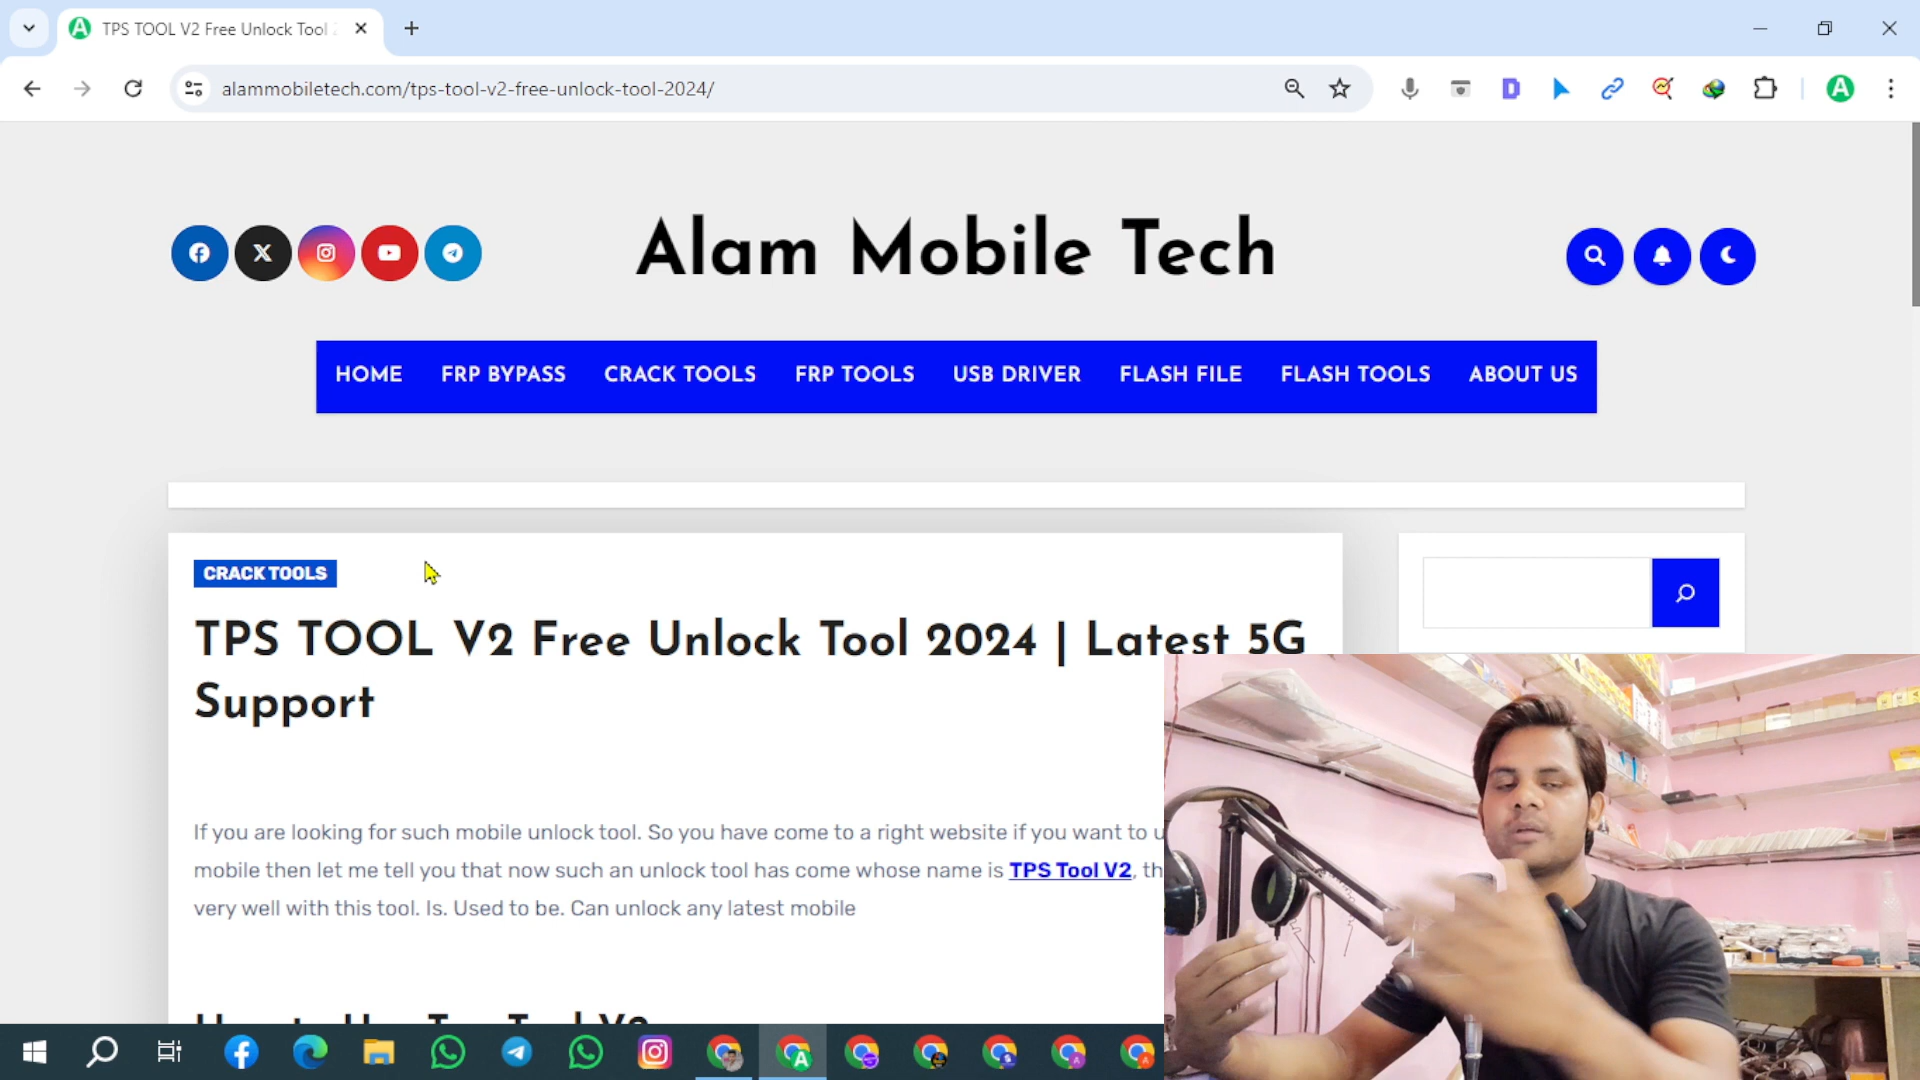 TPS TOOL V2 Free Unlock Tool
alammobiletech.com/tps-tool-v2-free-unlock-tool-2024/
Alam Mobile Tech
HOME FRP BYPASS CRACK TOOLS FRP TOOLS USB DRIVER FLASH FILE FLASH TOOLS ABOUT US
CRACK TOOLS
TPS TOOL V2 Free Unlock Tool 2024 | Latest 5G
Support
If you are looking for such mobile unlock tool. So you have come to a right website if you want to
mobile then let me tell you that now such an unlock tool has come whose name is TPS Tool V2,
very well with this tool. Is. Used to be. Can unlock any latest mobile